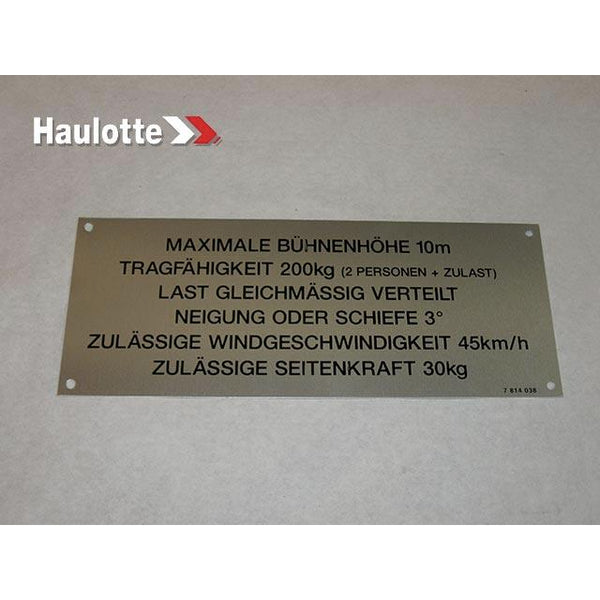 Haulotte
MAXIMALE BÜHNENHÖHE 10m
TRAGFÄHIGKEIT 200kg (2 PERSONEN + ZULAST)
LAST GLEICHMÄSSIG VERTEILT
NEIGUNG ODER SCHIEFE 3°
ZULÄSSIGE WINDGESCHWINDIGKEIT 45km/h
ZULÄSSIGE SEITENKRAFT 30kg
7 814 038